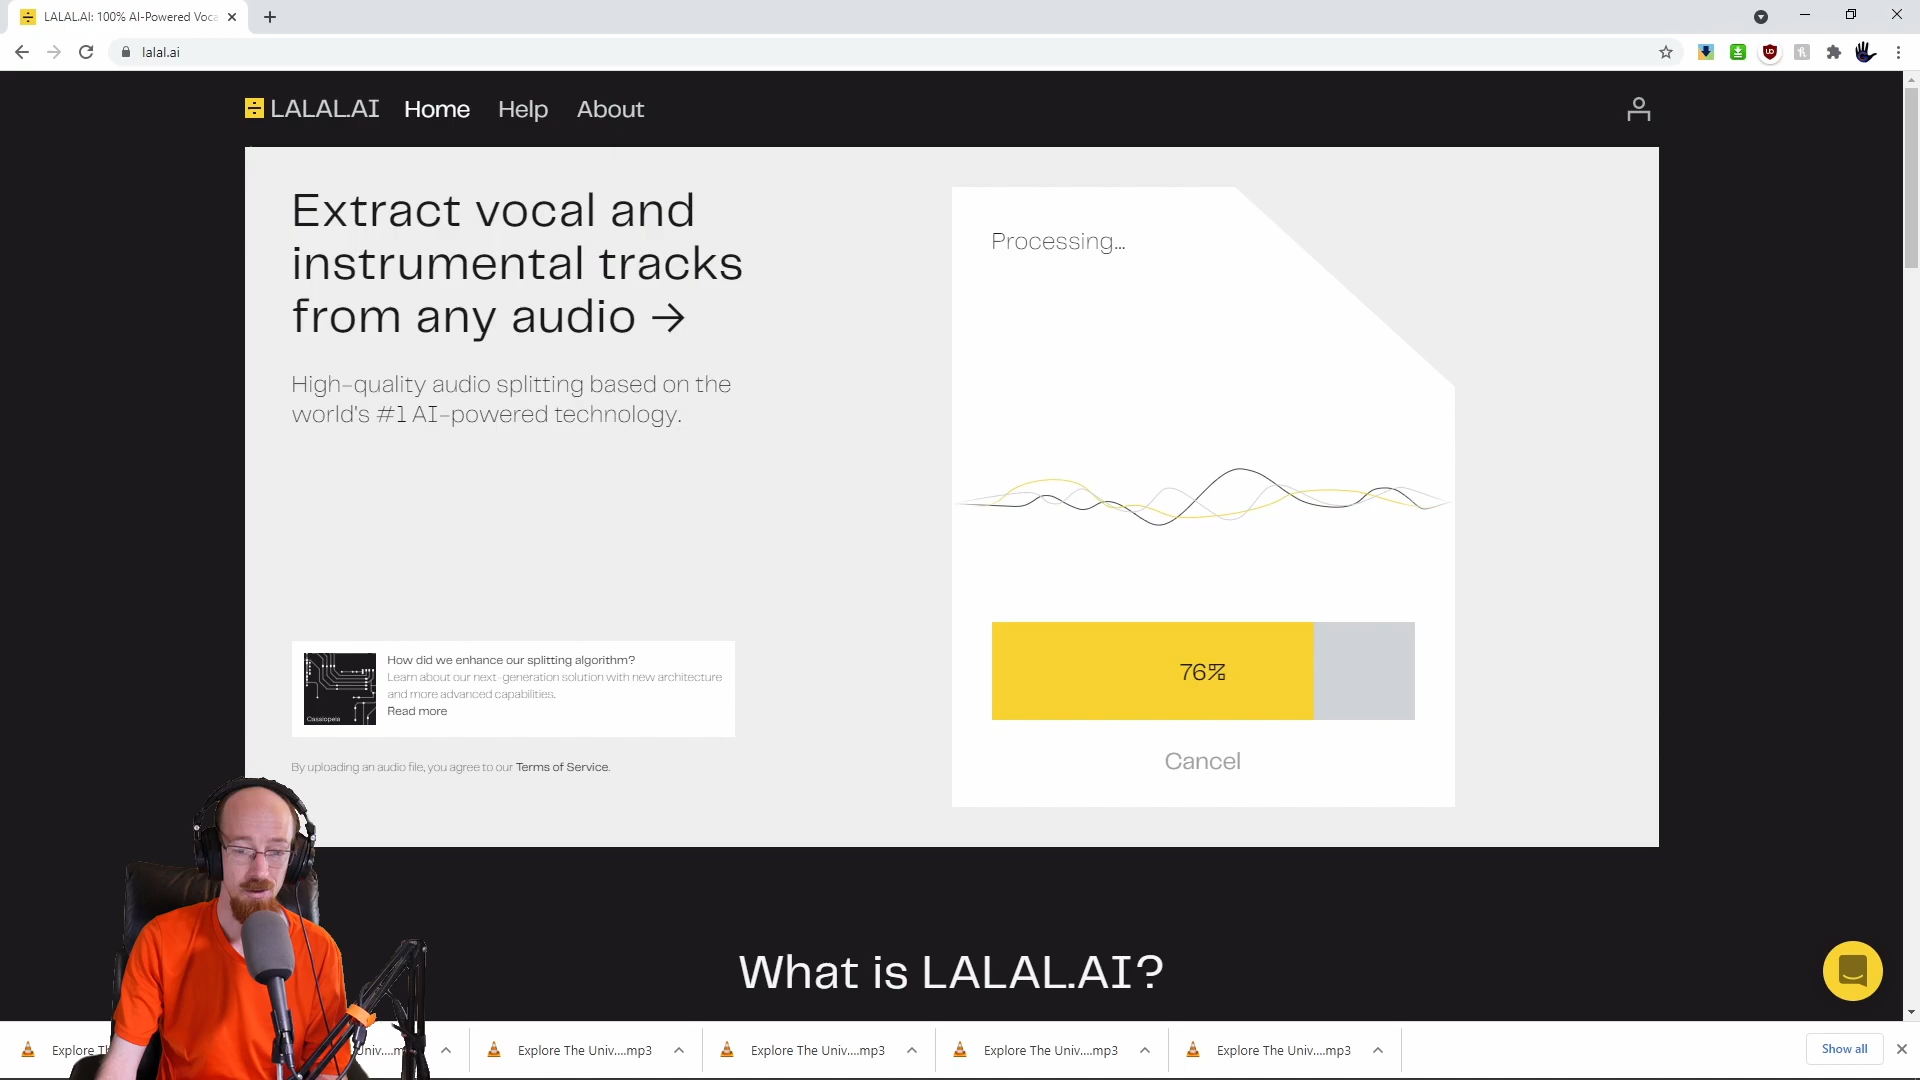 LALAL.AI: 100% AI-Powered Voca
lalal.ai
LALAL.AI Home Help About
Extract vocal and
instrumental tracks
from any audio →
High-quality audio splitting based on the
world's #1 AI-powered technology.
Processing...
76%
Cancel
Cassiopeia
How did we enhance our splitting algorithm?
Learn about our next-generation solution with new architecture
and more advanced capabilities.
Read more
By uploading an audio file, you agree to our Terms of Service.
What is LALAL.AI?
Explore Explore The Univ....mp3 Explore The Univ....mp3 Explore The Univ....mp3 Explore The Univ....mp3 Show all